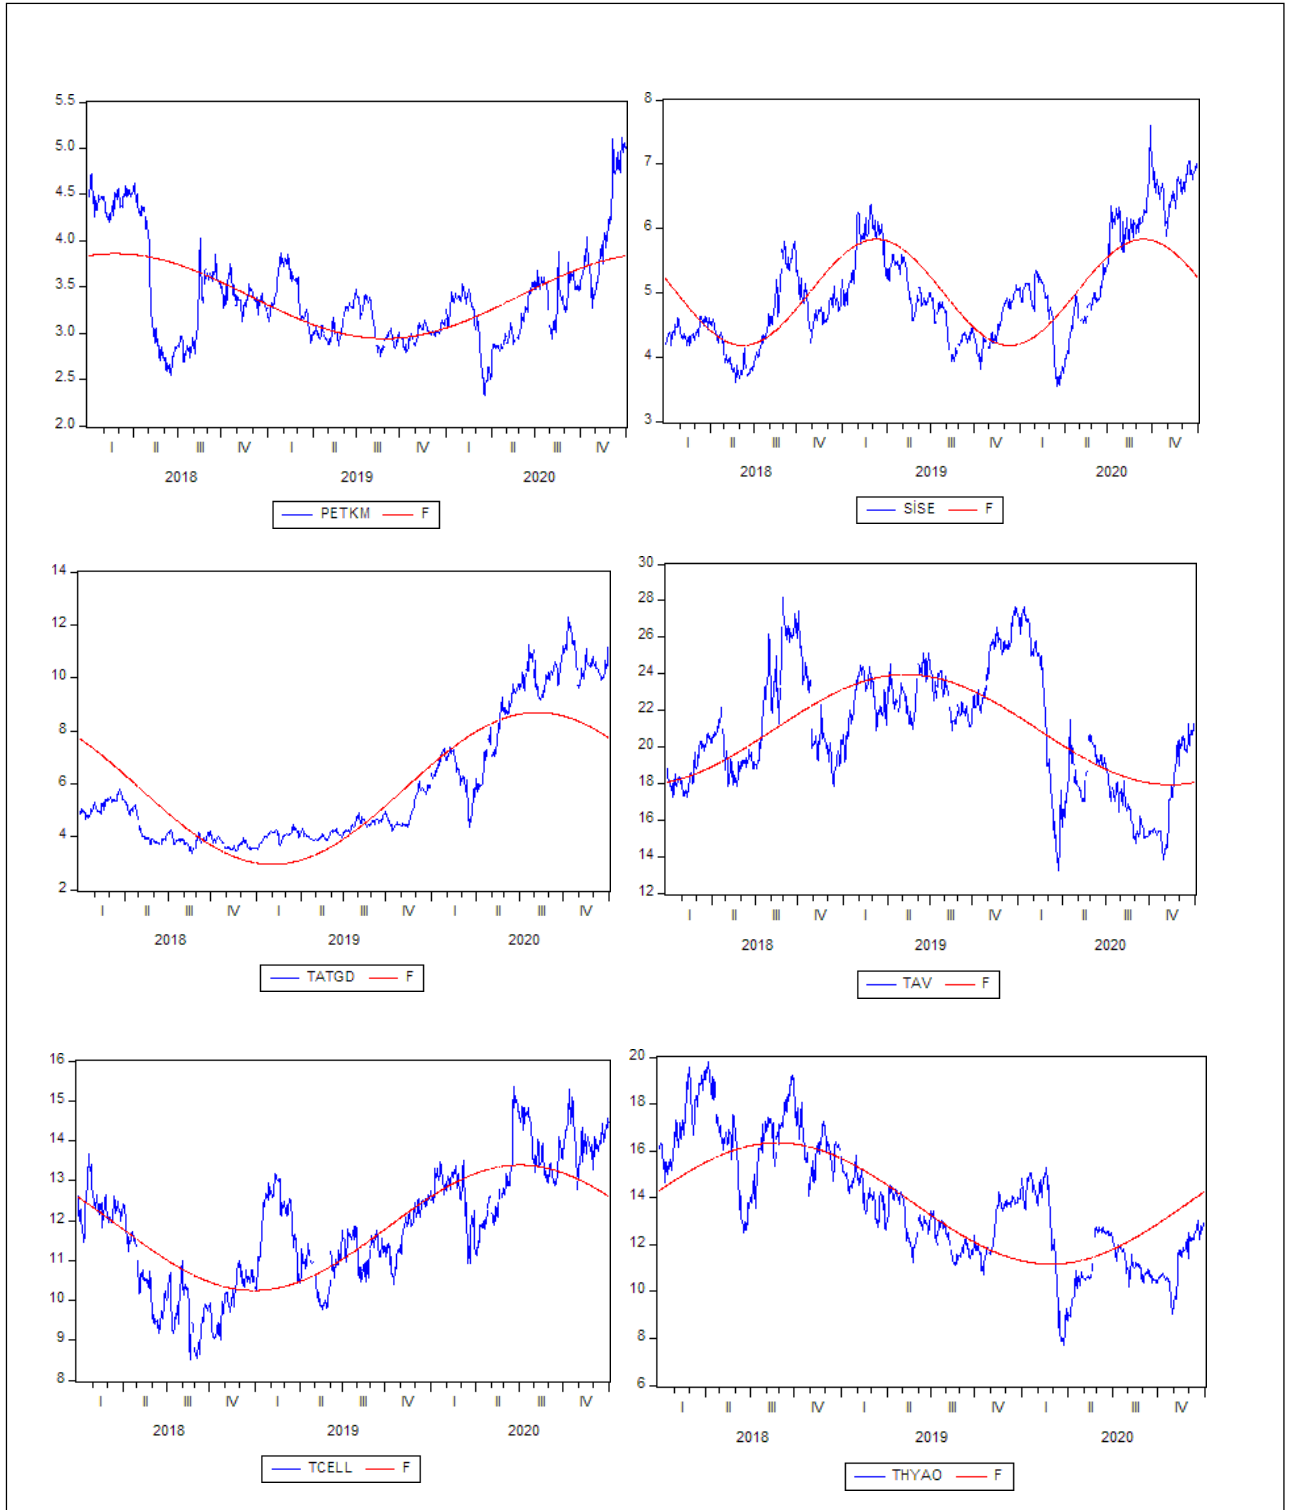 5.5
5.0
4.5
4.0
3.5
3.0
2.5
2.0
I II III IV I II III IV I II III IV
2018 2019 2020
PETKM F
8
7
6
5
4
3
I II III IV I II III IV I II III IV
2018 2019 2020
SİSE F
14
12
10
8
6
4
2
I II III IV I II III IV I II III IV
2018 2019 2020
TATGD F
30
28
26
24
22
20
18
16
14
12
I II III IV I II III IV I II III IV
2018 2019 2020
TAV F
16
15
14
13
12
11
10
9
8
I II III IV I II III IV I II III IV
2018 2019 2020
TCELL F
20
18
16
14
12
10
8
6
I II III IV I II III IV I II III IV
2018 2019 2020
THYAO F